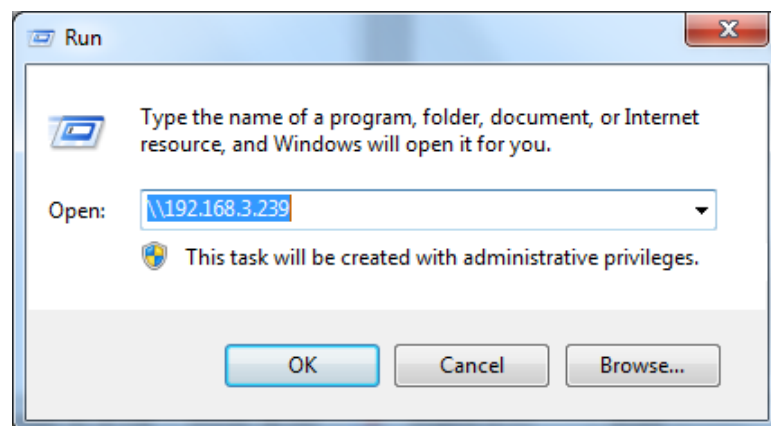 Run
Type the name of a program, folder, document, or Internet
resource, and Windows will open it for you.
Open: \\192.168.3.239
This task will be created with administrative privileges.
OK Cancel Browse...